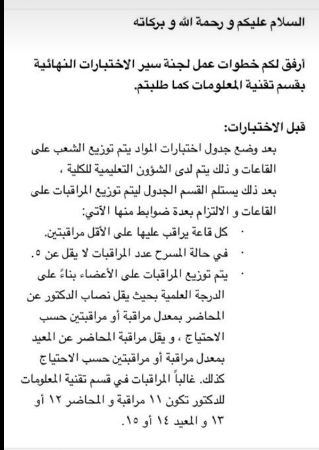 السلام عليكم و رحمة الله و بركاته
أرفق لكم خطوات عمل لجنة سير الاختبارات النهائية
بقسم تقنية المعلومات كما طلبتم.
قبل الاختبارات:
بعد وضع جدول اختبارات المواد يتم توزيع الشعب على
القاعات و ذلك يتم لدى الشؤون التعليمية للكلية ،
بعد ذلك يستلم القسم الجدول ليتم توزيع المراقبات على
القاعات و الالتزام بعدة ضوابط منها الآتي:
· كل قاعة يراقب عليها على الأقل مراقبتين.
· في حالة المسرح عدد المراقبات لا يقل عن ٥.
· يتم توزيع المراقبات على الأعضاء بناءً على
الدرجة العلمية بحيث يقل نصاب الدكتور عن
المحاضر بمعدل مراقبة أو مراقبتين حسب
الاحتياج ، و يقل مراقبة المحاضر عن المعيد
بمعدل مراقبة أو مراقبتين حسب الاحتياج
كذلك. غالباً المراقبات في قسم تقنية المعلومات
للدكتور تكون ١١ مراقبة و المحاضر ١٢ أو
١٣ و المعيد ١٤ أو ١٥.